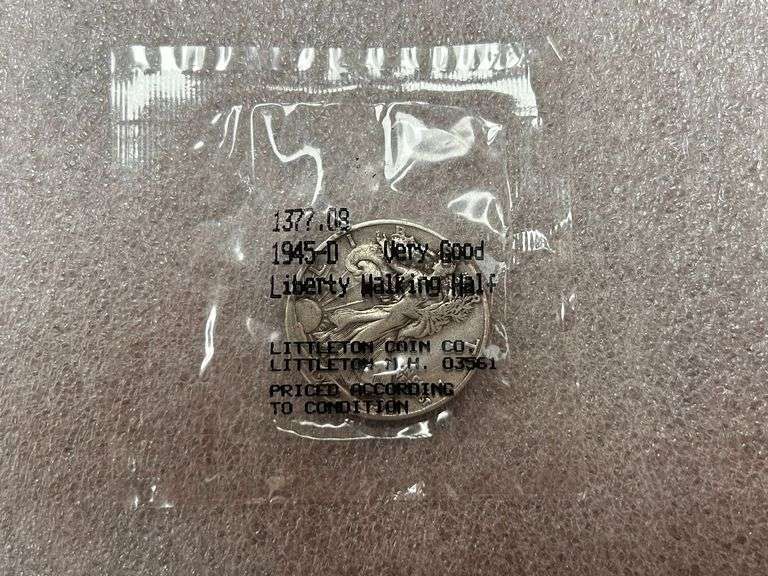 1377.08
1945-D Very Good
Liberty Walking Half
LITTLETON COIN CO.
LITTLETON N.H. 03561
PRICED ACCORDING
TO CONDITION